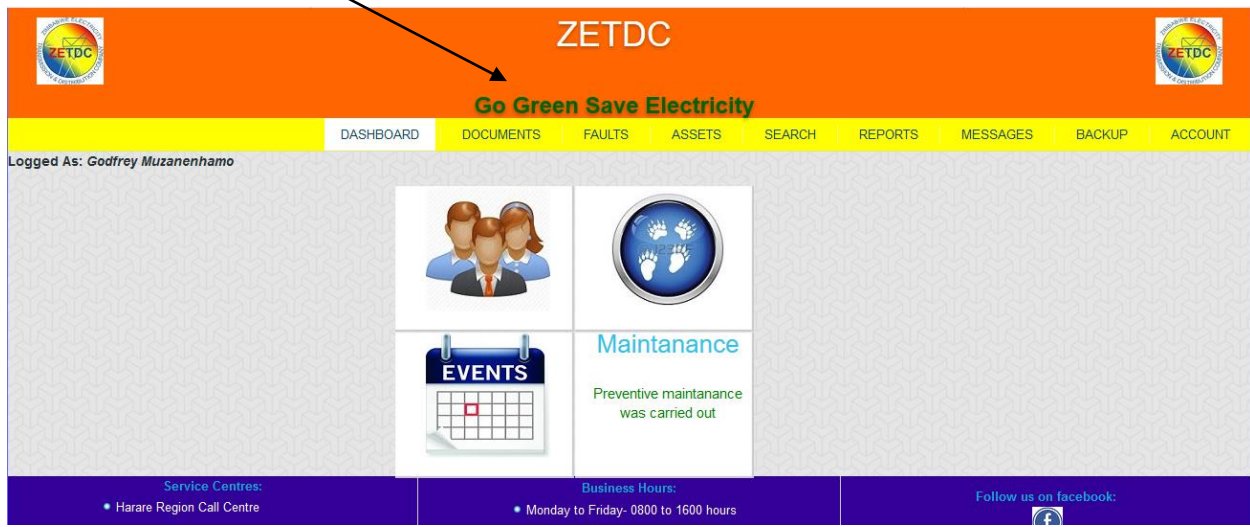 ZETDC
ZETDC
ZETDC
Go Green Save Electricity
DASHBOARD DOCUMENTS FAULTS ASSETS SEARCH REPORTS MESSAGES BACKUP ACCOUNT
Logged As: Godfrey Muzanenhamo
EVENTS
Maintanance
Preventive maintanance
was carried out
Service Centres:
Harare Region Call Centre
Business Hours:
Monday to Friday- 0800 to 1600 hours
Follow us on facebook:
f